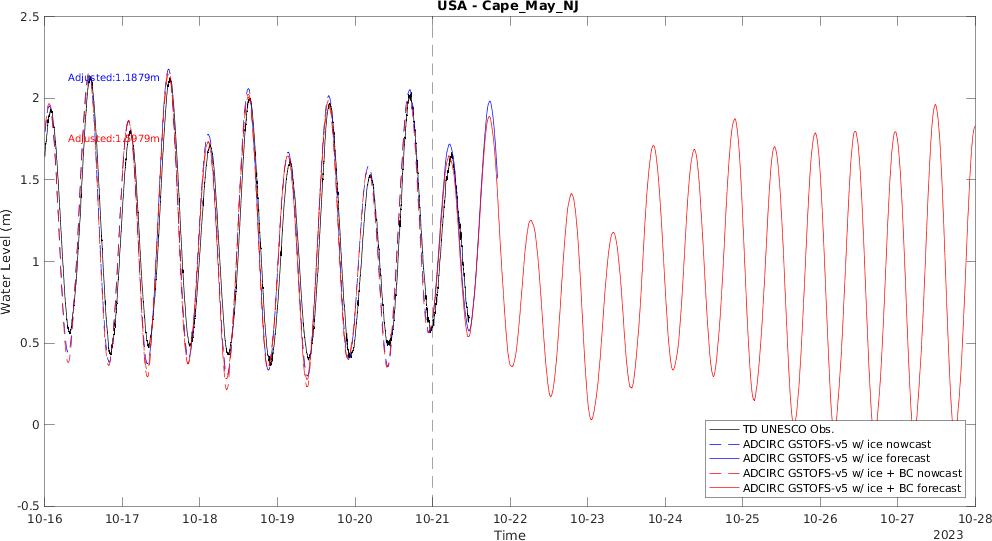 USA - Cape_May_NJ
2.5
2
1.5
1
0.5
0
-0.5
Water Level (m)
Adjusted:1.1879m
Adjusted:1. 979m
TD UNESCO Obs.
ADCIRC GSTOFS-v5 w/ ice nowcast
ADCIRC GSTOFS-v5 w/ ice forecast
ADCIRC GSTOFS-v5 w/ ice + BC nowcast
ADCIRC GSTOFS-v5 w/ ice + BC forecast
10-16 10-17 10-18 10-19 10-20 10-21 10-22 10-23 10-24 10-25 10-26 10-27 10-28
Time
2023